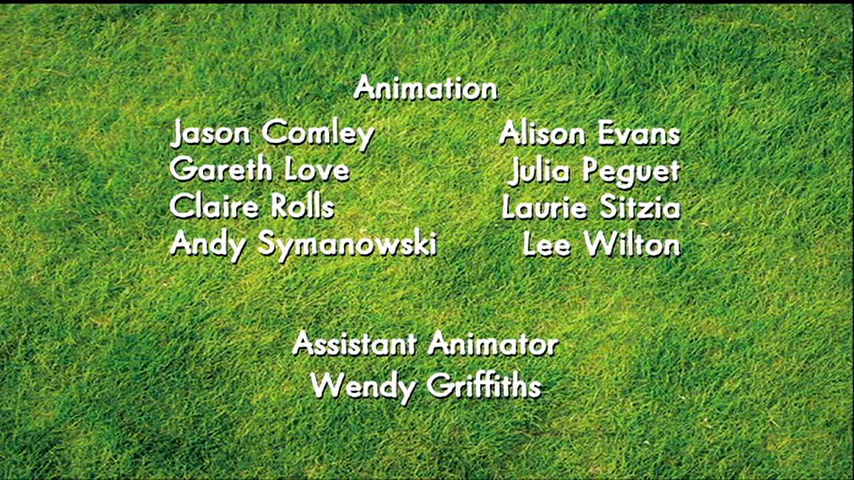 Animation
Jason Comley Alison Evans
Gareth Love Julia Peguet
Claire Rolls Laurie Sitzia
Andy Symanowski Lee Wilton
Assistant Animator
Wendy Griffiths